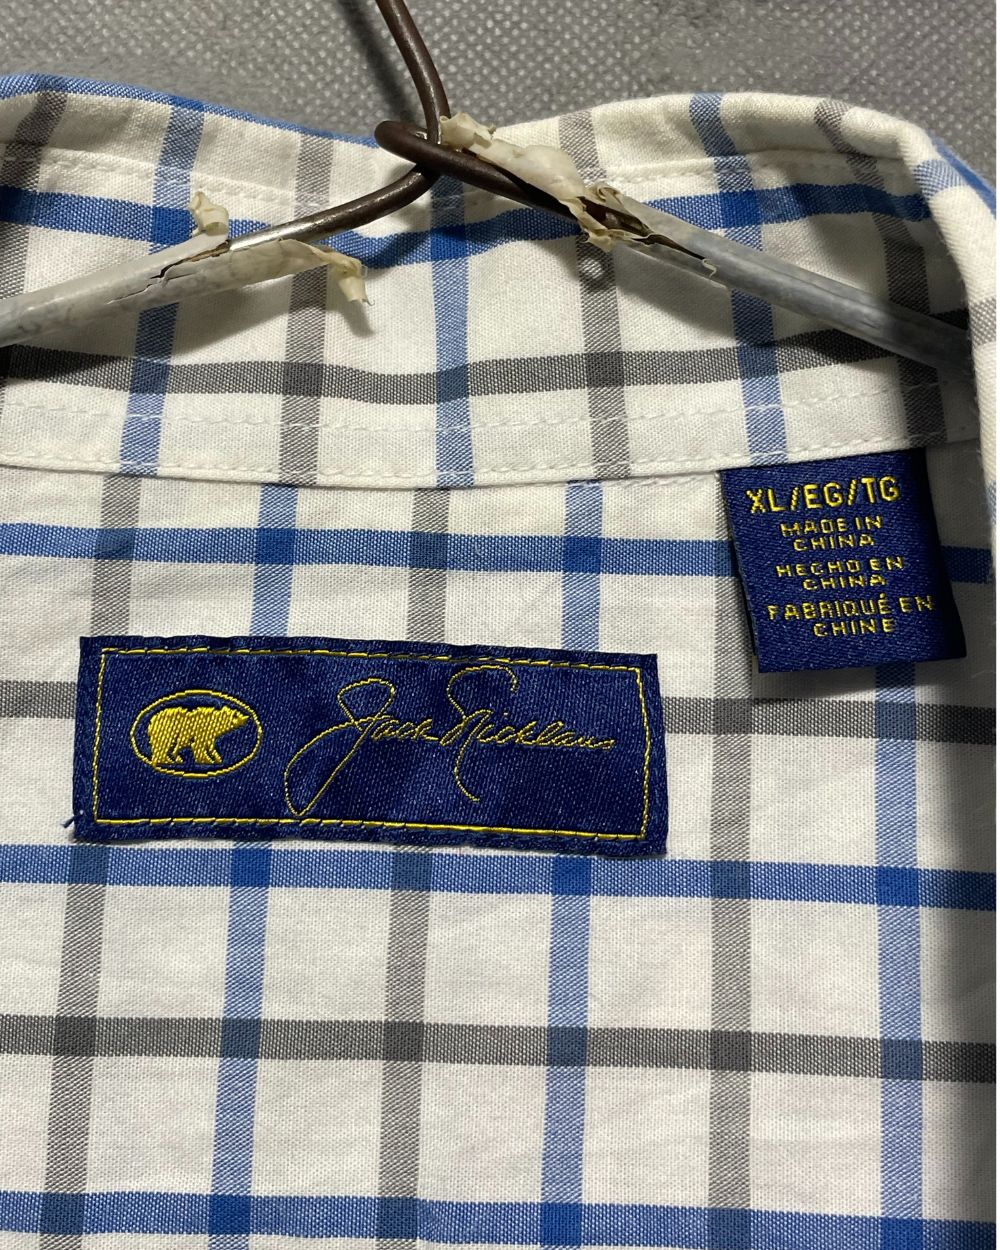 XL/EG/TG
MADE IN
CHINA
HECHO EN
CHINA
FABRIQUÉ EN
CHINE
Jack Nicklaus